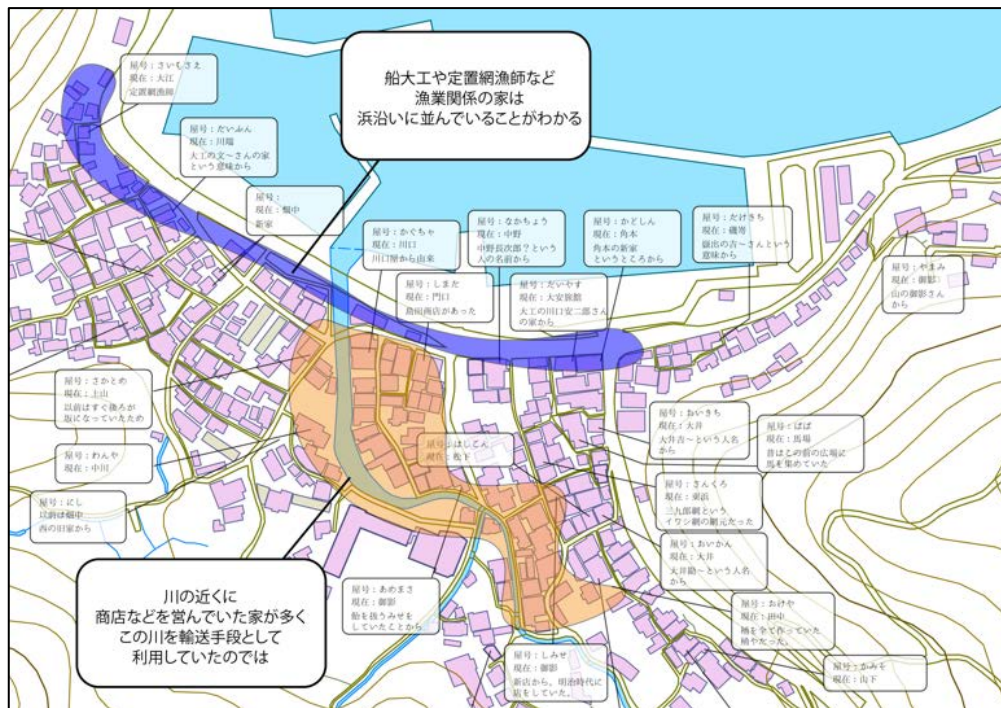 船大工や定置網漁師など
漁業関係の家は
浜沿いに並んでいることがわかる
屋号：さいもさえ
現在：大江
定置網漁師
屋号：だいぶん
現在：川端
大工の文～さんの家
という意味から
屋号：
現在：畑中
新家
屋号：かぐちゃ
現在：川口
川口屋から由来
屋号：なかちょう
現在：中野
中野長次郎？という
人の名前から
屋号：かどしん
現在：角本
角本の新家
というところから
屋号：だけきち
現在：磯嵜
嶽出の吉～さんという
意味から
屋号：やまみ
現在：御影
山の御影さん
から
屋号：しまだ
現在：門口
島田商店があった
屋号：だいやす
現在：大安旅館
大工の川口安二郎さん
の家から
屋号：さかとめ
現在：上山
以前はすぐ後ろが
坂になっていたため
屋号：わんや
現在：中川
屋号：にし
以前は畑中
西の旧家から
屋号：はしごん
現在：松下
屋号：おいきち
現在：大井
大井吉～という人名
から
屋号：ばば
現在：馬場
昔はこの前の広場に
馬を集めていた
屋号：さんくろ
現在：東浜
三九郎網という
イワシ網の網元だった
屋号：おいかん
現在：大井
大井勘～という人名
から
川の近くに
商店などを営んでいた家が多く
この川を輸送手段として
利用していたのでは
屋号：あめまさ
現在：御影
飴を扱うみせを
していたことから
屋号：しみせ
現在：御影
新店から、明治時代に
店をしていた。
屋号：おけや
現在：田中
桶を全て作っていた
桶やだった。
屋号：かみそ
現在：山下